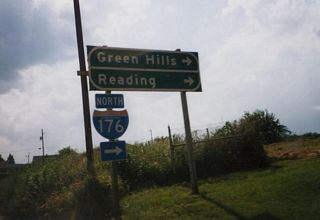 Green Hills →
Reading →
NORTH
176
→